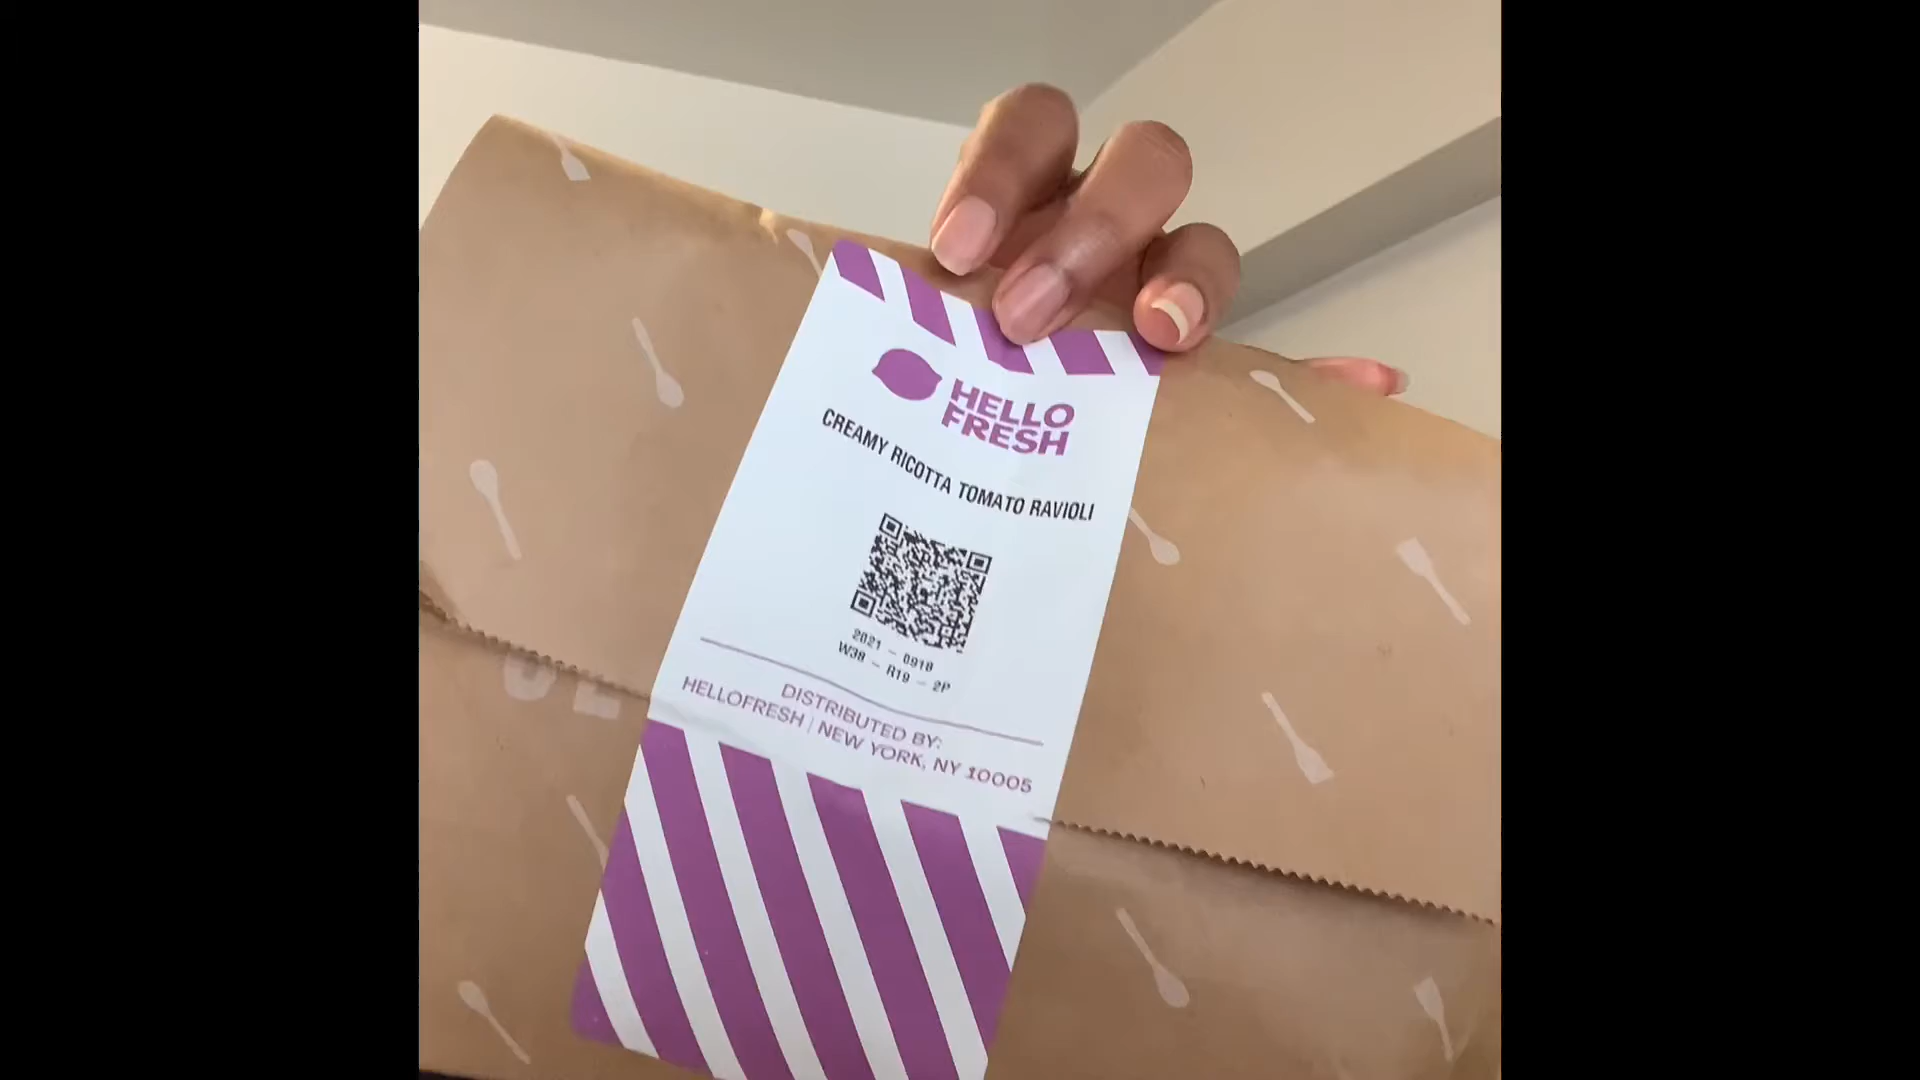 HELLO
FRESH
CREAMY RICOTTA TOMATO RAVIOLI
2021 – 0918
W38 – R19 – 2P
DISTRIBUTED BY:
HELLOFRESH | NEW YORK, NY 10005